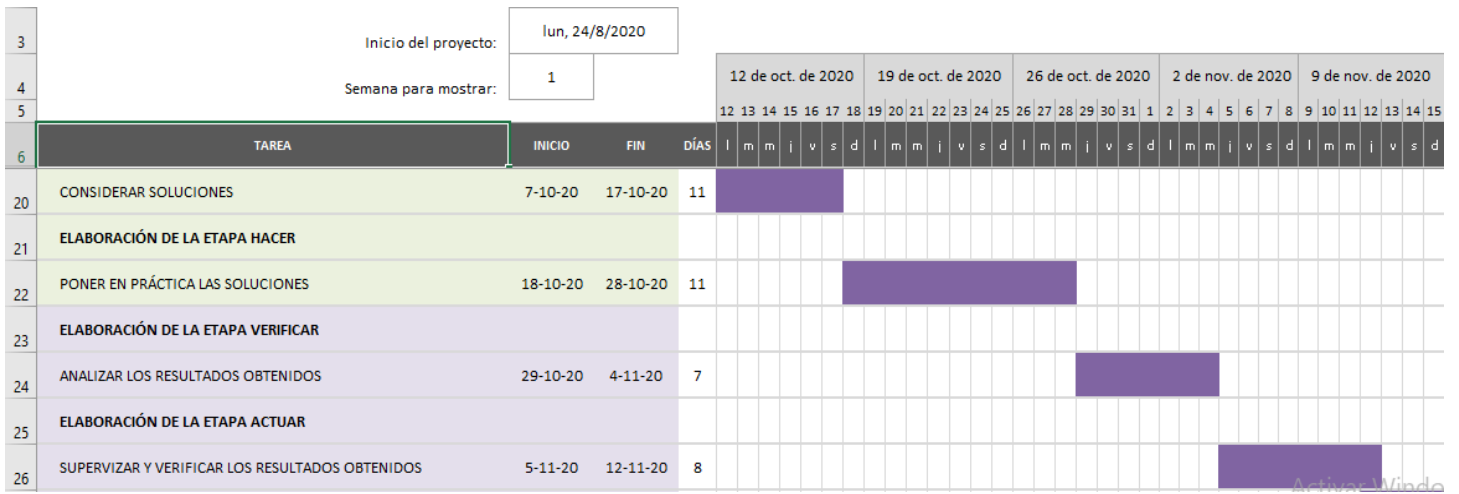 3 Inicio del proyecto: lun, 24/8/2020
4 Semana para mostrar: 1 12 de oct. de 2020 19 de oct. de 2020 26 de oct. de 2020 2 de nov. de 2020 9 de nov. de 2020
5 12 13 14 15 16 17 18 19 20 21 22 23 24 25 26 27 28 29 30 31 1 2 3 4 5 6 7 8 9 10 11 12 13 14 15
6 TAREA INICIO FIN DÍAS l m m j v s d l m m j v s d l m m j v s d l m m j v s d l m m j v s d
20 CONSIDERAR SOLUCIONES 7-10-20 17-10-20 11
21 ELABORACIÓN DE LA ETAPA HACER
22 PONER EN PRÁCTICA LAS SOLUCIONES 18-10-20 28-10-20 11
23 ELABORACIÓN DE LA ETAPA VERIFICAR
24 ANALIZAR LOS RESULTADOS OBTENIDOS 29-10-20 4-11-20 7
25 ELABORACIÓN DE LA ETAPA ACTUAR
26 SUPERVIZAR Y VERIFICAR LOS RESULTADOS OBTENIDOS 5-11-20 12-11-20 8
Activar Windo